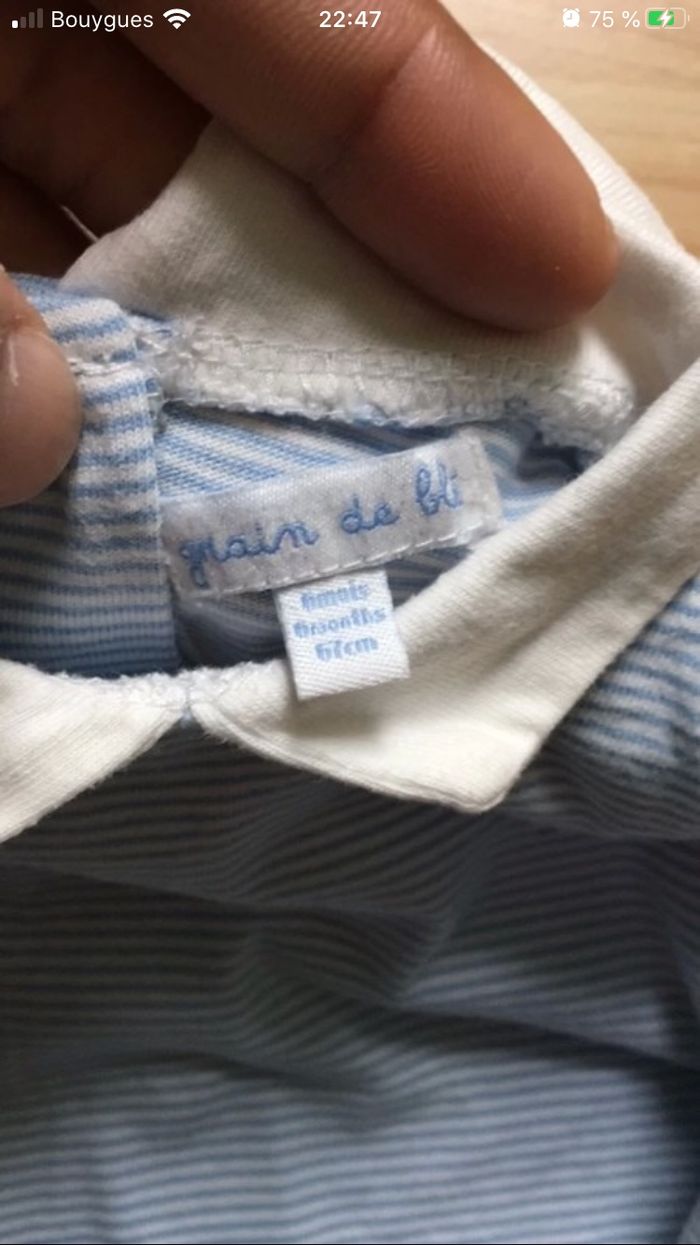 Bouygues 22:47 75 %
grain de blé
6mois
6months
67cm